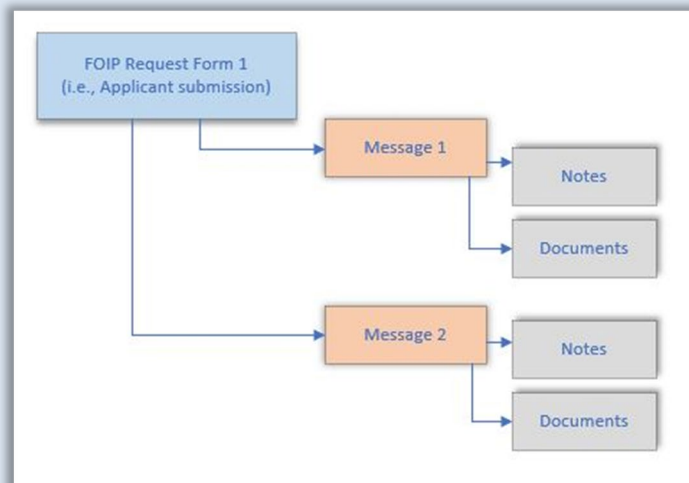 FOIP Request Form 1
(i.e., Applicant submission)
Message 1
Notes
Documents
Message 2
Notes
Documents